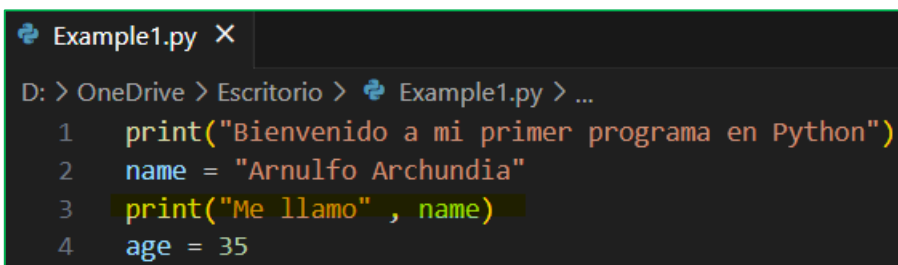 Example1.py ×
D: > OneDrive > Escritorio > Example1.py > ...
1 print("Bienvenido a mi primer programa en Python")
2 name = "Arnulfo Archundia"
3 print("Me llamo" , name)
4 age = 35